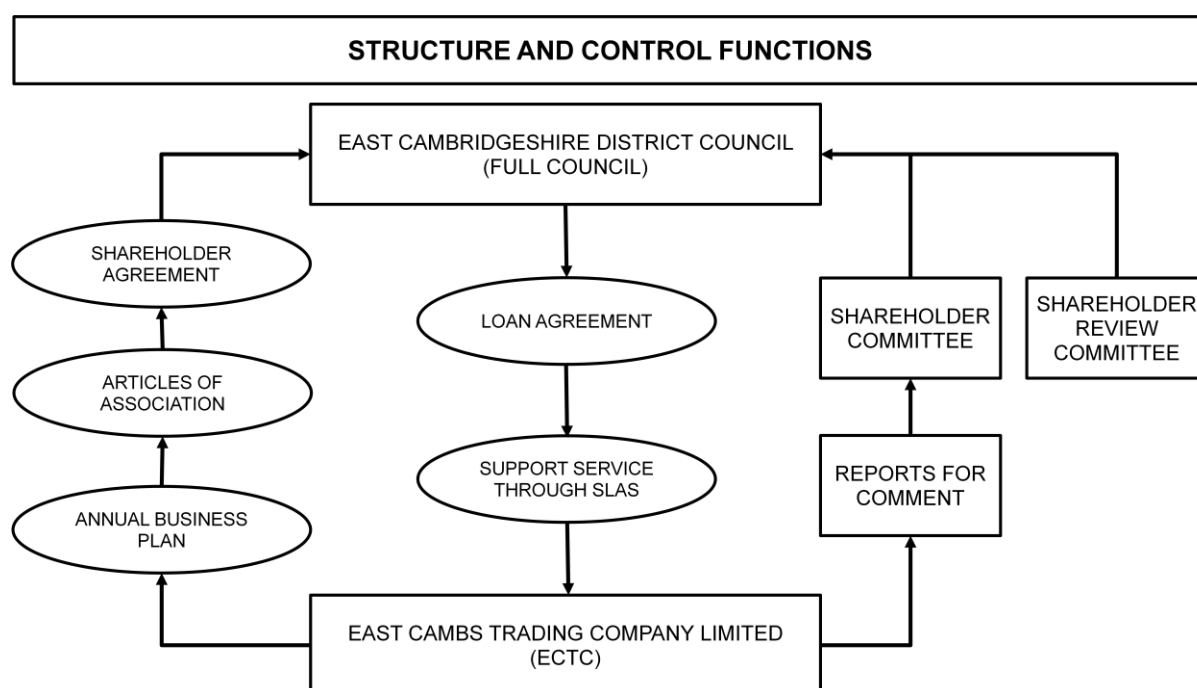 STRUCTURE AND CONTROL FUNCTIONS
EAST CAMBRIDGESHIRE DISTRICT COUNCIL
(FULL COUNCIL)
SHAREHOLDER
AGREEMENT
ARTICLES OF
ASSOCIATION
ANNUAL BUSINESS
PLAN
LOAN AGREEMENT
SUPPORT SERVICE
THROUGH SLAS
SHAREHOLDER
COMMITTEE
SHAREHOLDER
REVIEW
COMMITTEE
REPORTS FOR
COMMENT
EAST CAMBS TRADING COMPANY LIMITED
(ECTC)